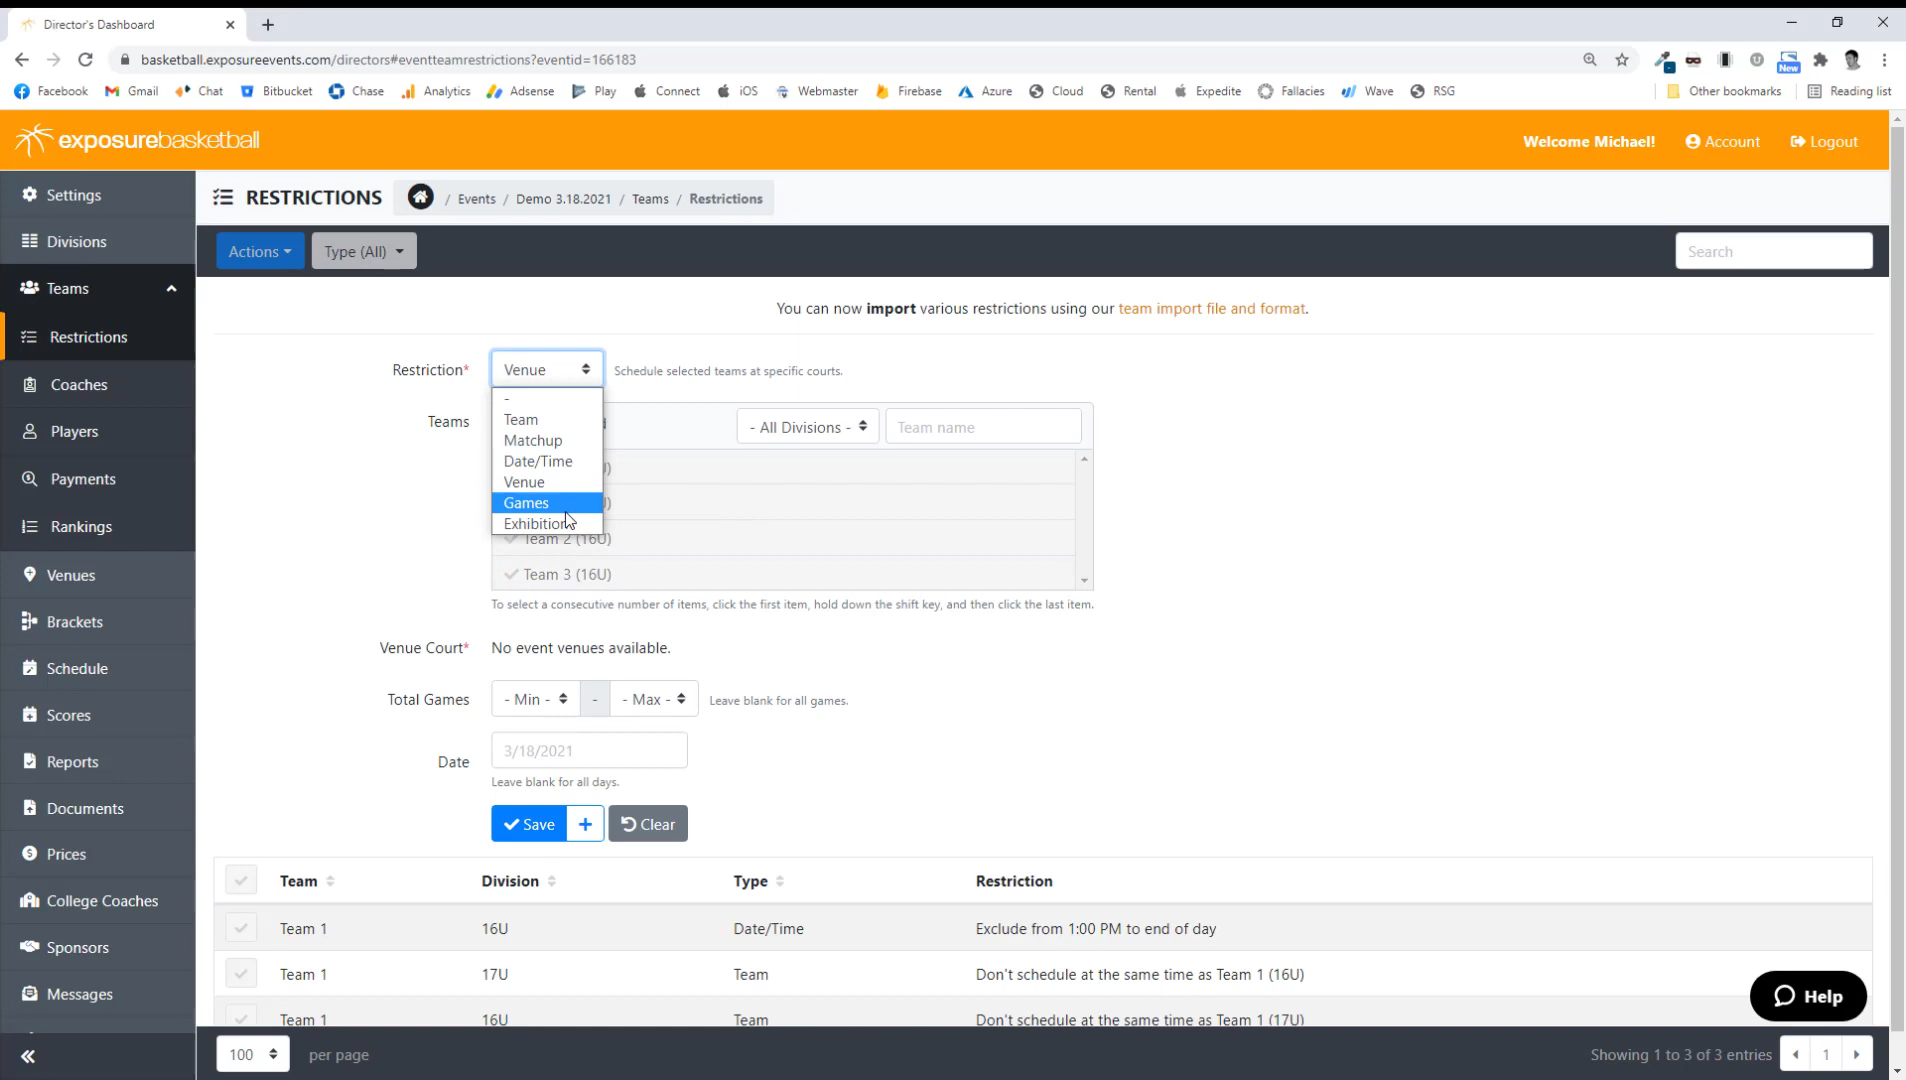 Director's Dashboard
basketball.exposureevents.com/directors#eventteamrestrictions?eventid=166183
Facebook Gmail Chat Bitbucket Chase Analytics Adsense Play Connect iOS Webmaster Firebase Azure Cloud Rental Expedite Fallacies Wave RSG Other bookmarks Reading list
New
exposurebasketball Welcome Michael! Account Logout
Settings
Divisions
Teams
Restrictions
Coaches
Players
Payments
Rankings
Venues
Brackets
Schedule
Scores
Reports
Documents
Prices
College Coaches
Sponsors
Messages
RESTRICTIONS / Events / Demo 3.18.2021 / Teams / Restrictions
Actions Type (All) Search
You can now import various restrictions using our team import file and format.
Restriction* Venue Schedule selected teams at specific courts.
-
Team
Matchup
Date/Time
Venue
Games
Exhibition
Teams - All Divisions - Team name
Team 2 (16U)
Team 3 (16U)
To select a consecutive number of items, click the first item, hold down the shift key, and then click the last item.
Venue Court* No event venues available.
Total Games - Min - - - Max - Leave blank for all games.
Date 3/18/2021
Leave blank for all days.
Save + Clear
Team Division Type Restriction
Team 1 16U Date/Time Exclude from 1:00 PM to end of day
Team 1 17U Team Don't schedule at the same time as Team 1 (16U)
Team 1 16U Team Don't schedule at the same time as Team 1 (17U)
100 per page Showing 1 to 3 of 3 entries 1
Help